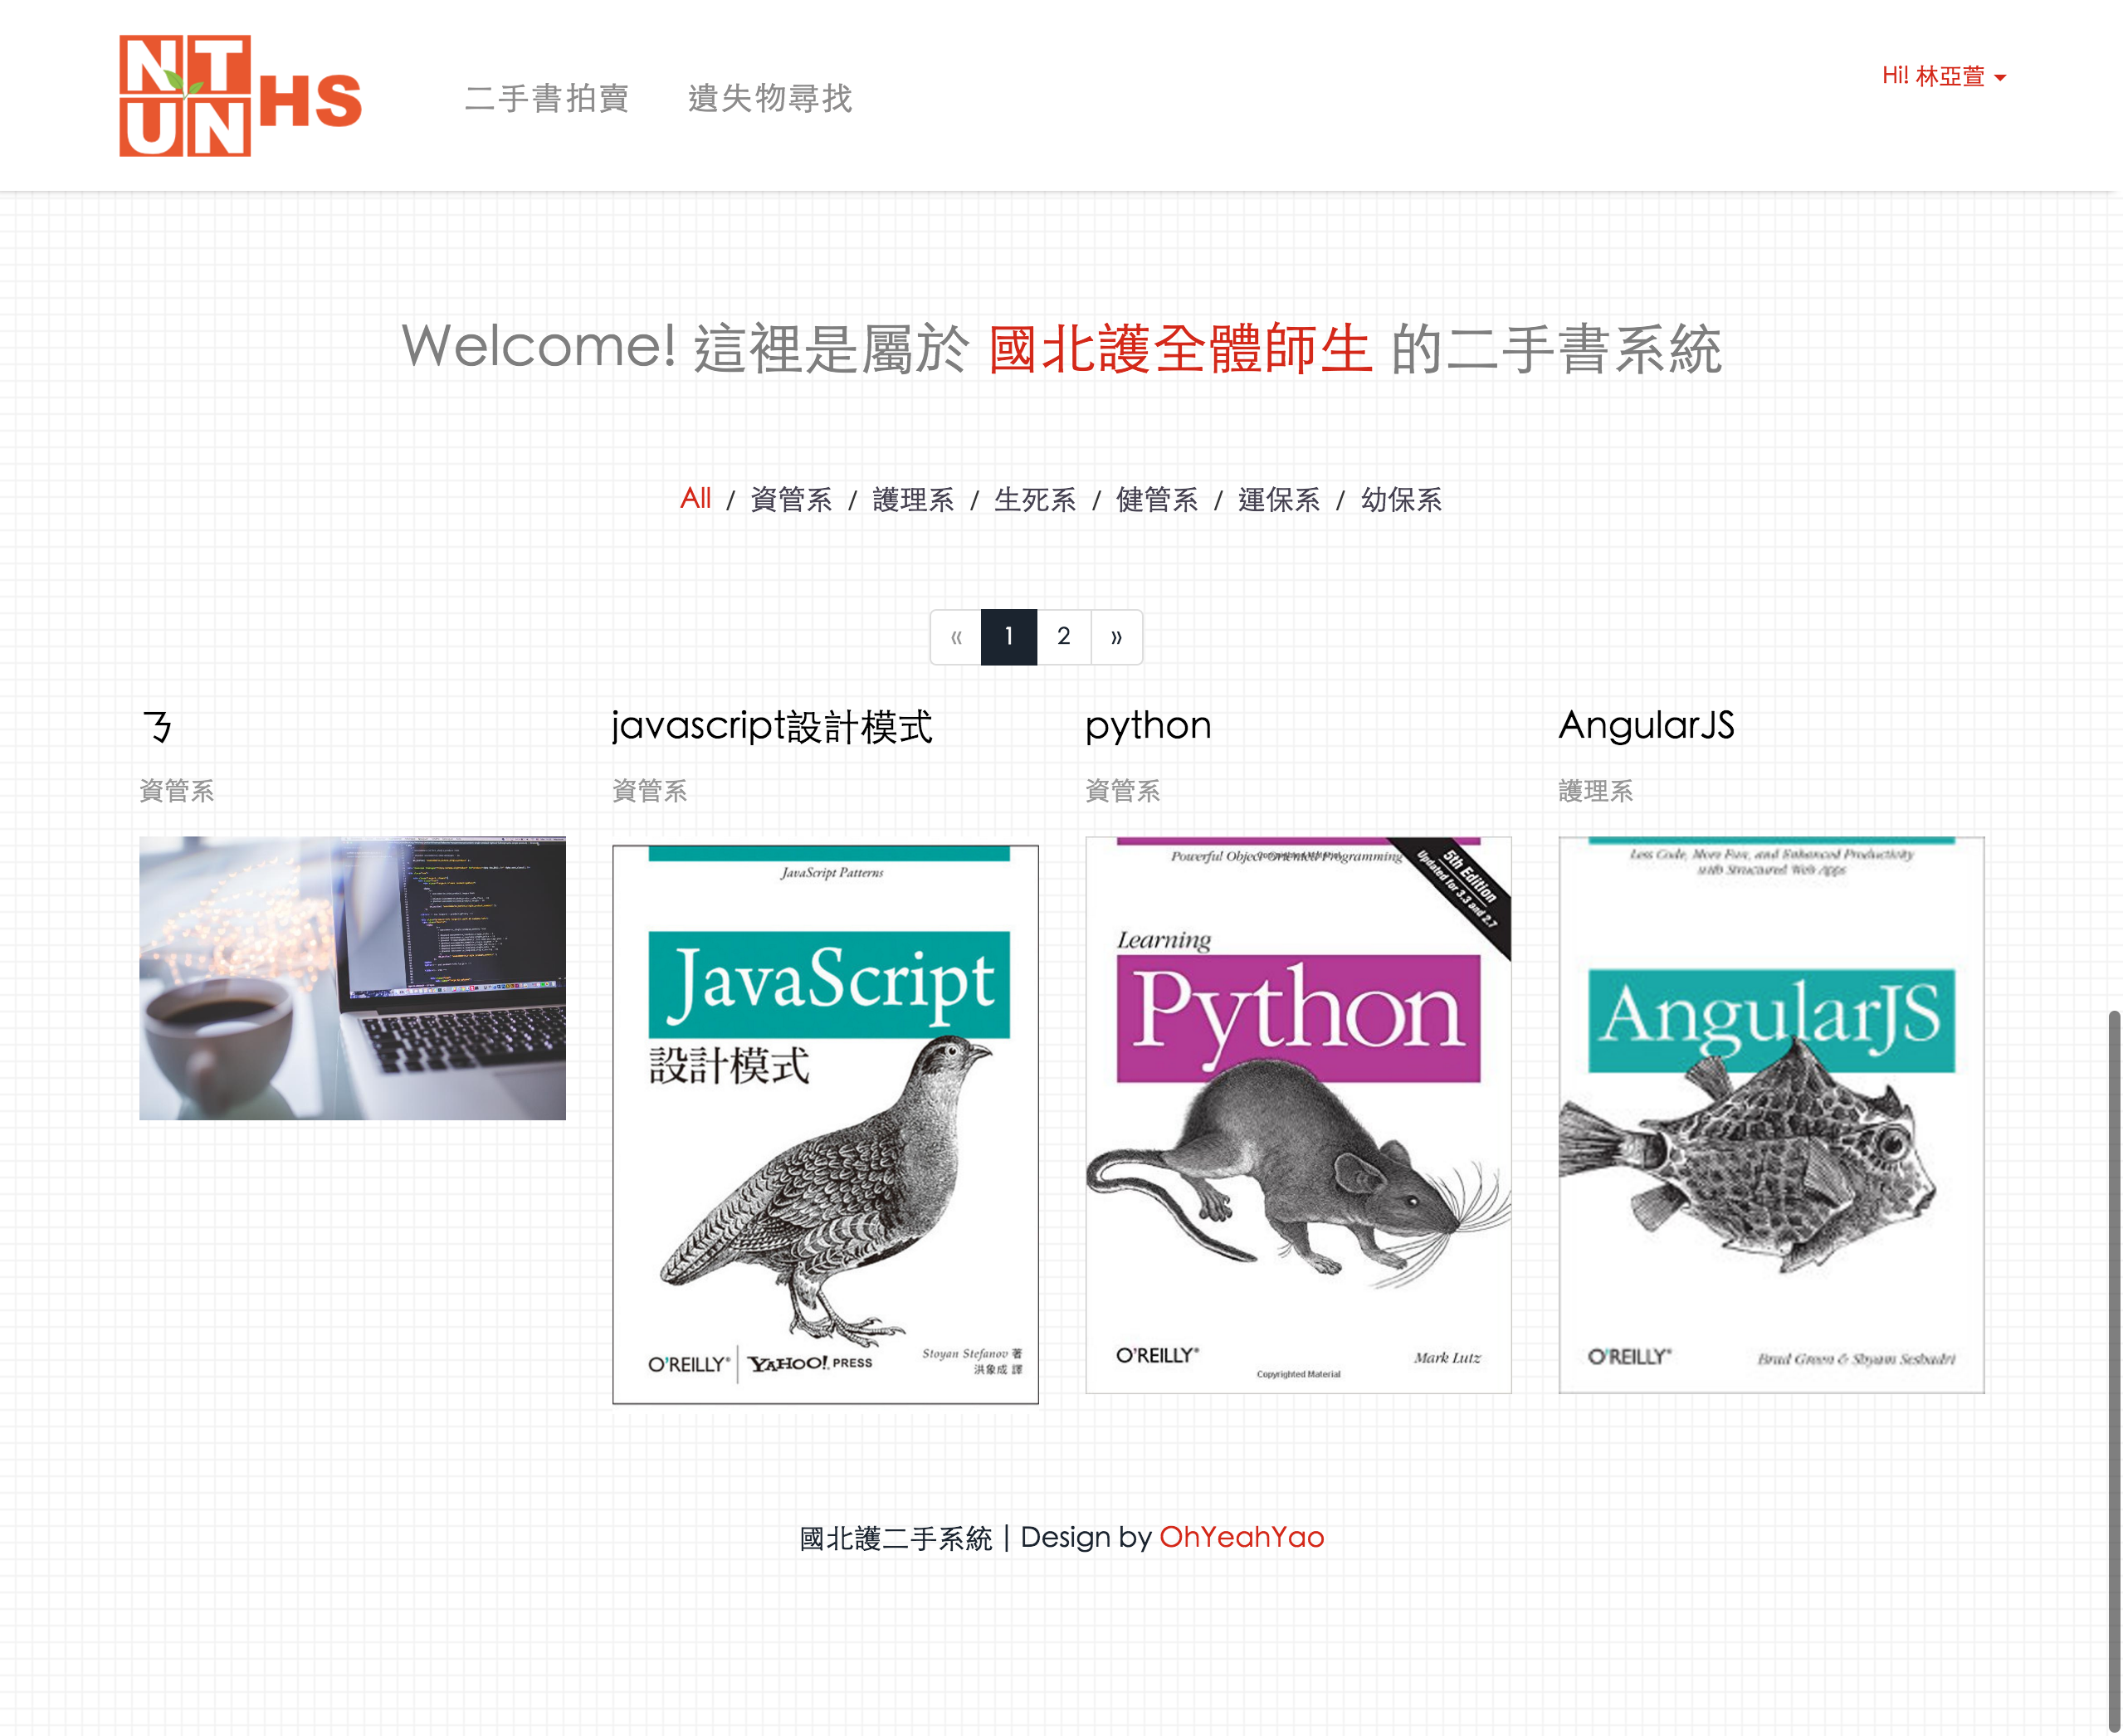 NT
UN HS
二手書拍賣 遺失物尋找
Hi! 林亞萱
Welcome! 這裡是屬於 國北護全體師生 的二手書系統
All / 資管系 / 護理系 / 生死系 / 健管系 / 運保系 / 幼保系
« 1 2 »
ㄋ
資管系
javascript設計模式
資管系
JavaScript Patterns
JavaScript
設計模式
O'REILLY® YAHOO! PRESS
Stoyan Stefanov 著
洪象成 譯
python
資管系
Powerful Object-Oriented Programming
5th Edition
Updated for 3.3 and 2.7
Learning
Python
O'REILLY®
Mark Lutz
Copyrighted Material
AngularJS
護理系
Less Code, More Fun, and Enhanced Productivity
with Structured Web Apps
AngularJS
O'REILLY®
Brad Green & Shyam Seshadri
國北護二手系統 | Design by OhYeahYao